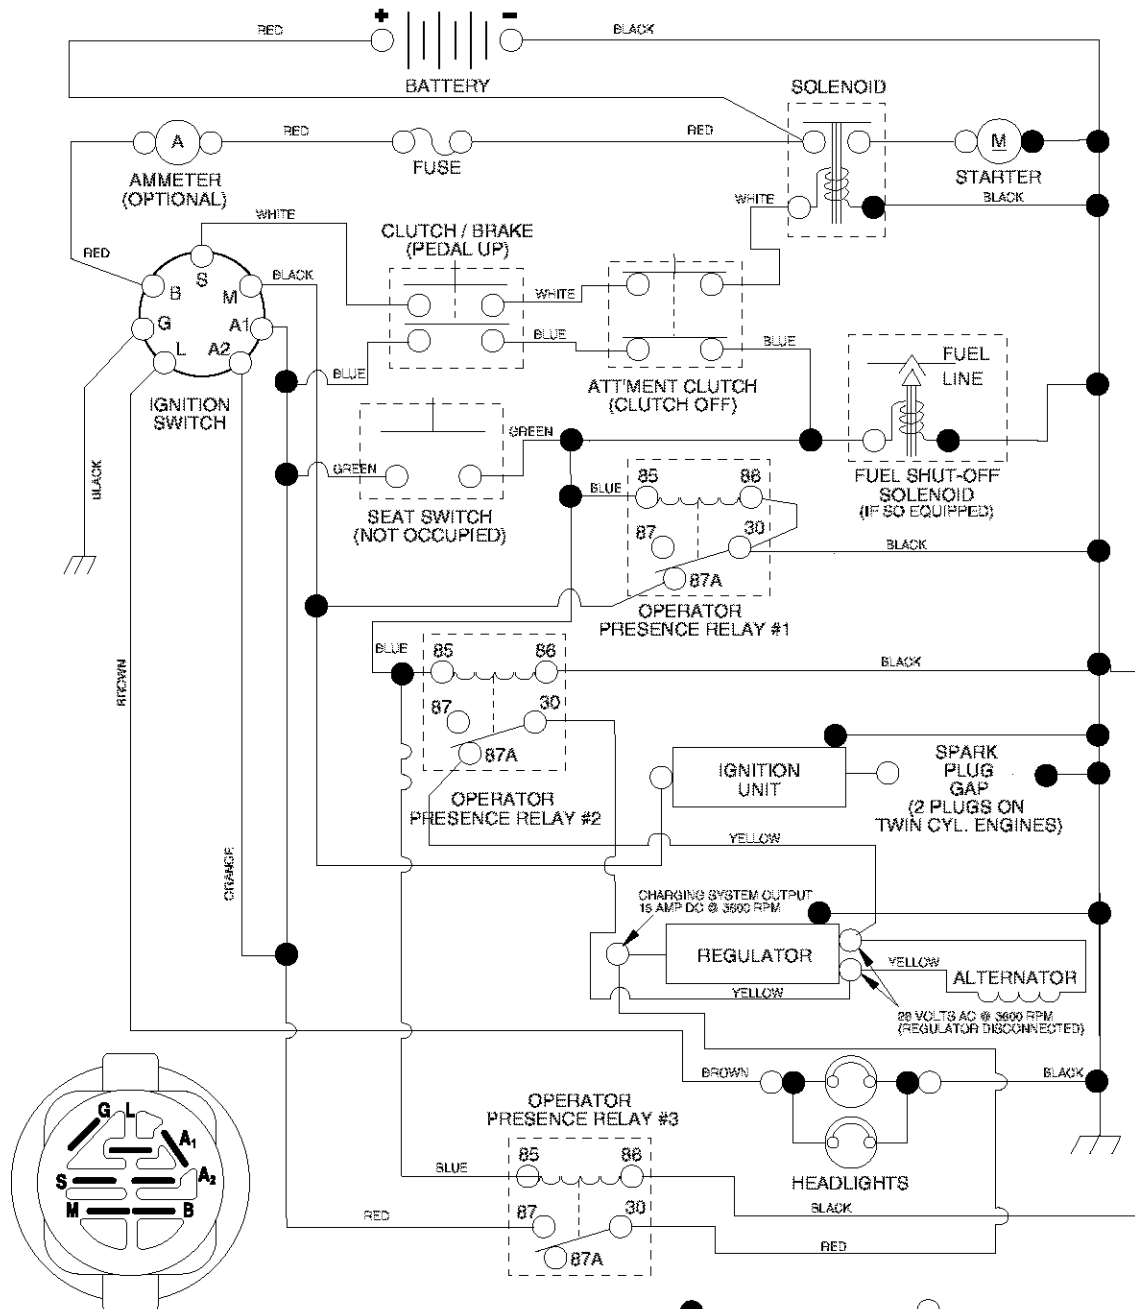 +
-
RED
BLACK
BATTERY
SOLENOID
A
RED
RED
M
FUSE
AMMETER
(OPTIONAL)
STARTER
WHITE
BLACK
WHITE
CLUTCH / BRAKE
(PEDAL UP)
RED
S
BLACK
B
M
WHITE
G
A1
BLUE
BLUE
L
A2
FUEL
LINE
BLUE
ATT'MENT CLUTCH
(CLUTCH OFF)
IGNITION
SWITCH
GREEN
BLACK
GREEN
85
86
FUEL SHUT-OFF
SOLENOID
(IF SO EQUIPPED)
BLUE
SEAT SWITCH
(NOT OCCUPIED)
87
30
BLACK
87A
OPERATOR
PRESENCE RELAY #1
BLUE
85
86
BLACK
BROWN
87
30
87A
IGNITION
UNIT
SPARK
PLUG
GAP
(2 PLUGS ON
TWIN CYL. ENGINES)
OPERATOR
PRESENCE RELAY #2
YELLOW
ORANGE
CHARGING SYSTEM OUTPUT
15 AMP DC @ 3600 RPM
REGULATOR
YELLOW
ALTERNATOR
YELLOW
28 VOLTS AC @ 3600 RPM
(REGULATOR DISCONNECTED)
BROWN
BLACK
OPERATOR
PRESENCE RELAY #3
G L
A1
S
A2
M
B
85
86
BLUE
HEADLIGHTS
BLACK
RED
87
30
87A
RED